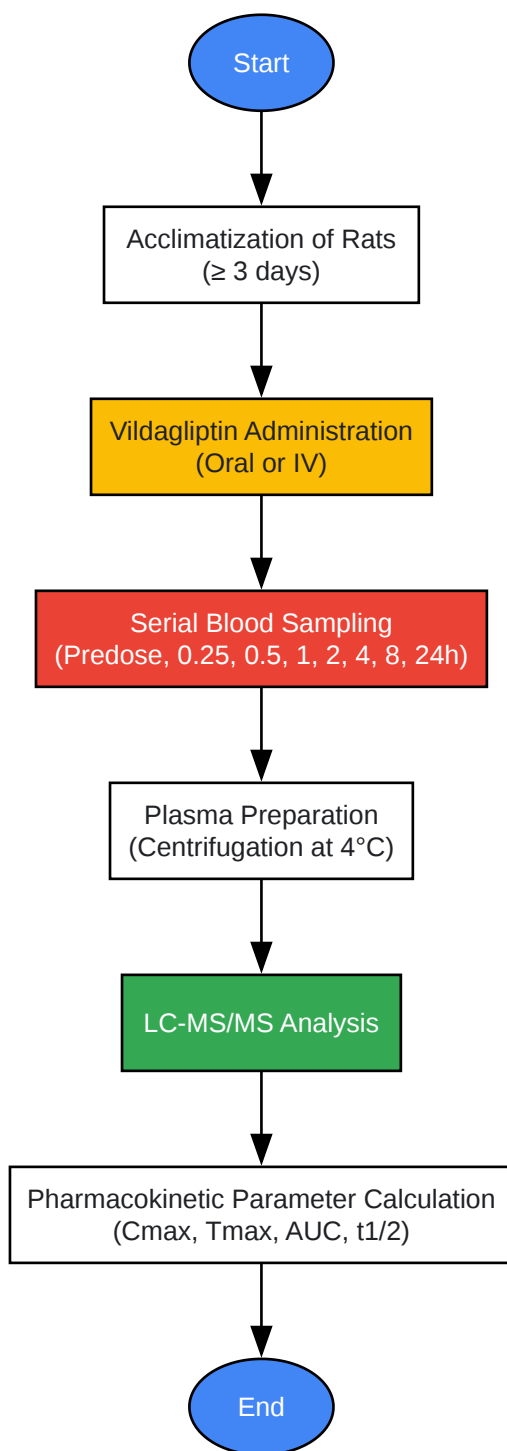 Start
Acclimatization of Rats
(≥ 3 days)
Vildagliptin Administration
(Oral or IV)
Serial Blood Sampling
(Predose, 0.25, 0.5, 1, 2, 4, 8, 24h)
Plasma Preparation
(Centrifugation at 4°C)
LC-MS/MS Analysis
Pharmacokinetic Parameter Calculation
(Cmax, Tmax, AUC, t1/2)
End